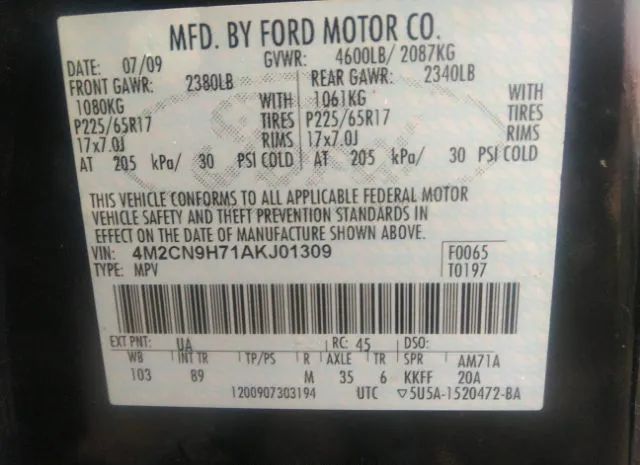 MFD. BY FORD MOTOR CO.
DATE: 07/09 GVWR: 4600LB/ 2087KG
FRONT GAWR: 2380LB REAR GAWR: 2340LB
1080KG WITH 1061KG WITH
P225/65R17 TIRES P225/65R17 TIRES
17x7.0J RIMS 17x7.0J RIMS
AT 205 kPa/ 30 PSI COLD AT 205 kPa/ 30 PSI COLD
THIS VEHICLE CONFORMS TO ALL APPLICABLE FEDERAL MOTOR
VEHICLE SAFETY AND THEFT PREVENTION STANDARDS IN
EFFECT ON THE DATE OF MANUFACTURE SHOWN ABOVE.
VIN: 4M2CN9H71AKJ01309 F0065
TYPE: MPV T0197
EXT PNT: UA RC: 45 DSO:
WB INT TR TP/PS R AXLE TR SPR AM71A
103 89 M 35 6 KKFF 20A
1200907303194 UTC ▽5U5A-1520472-BA